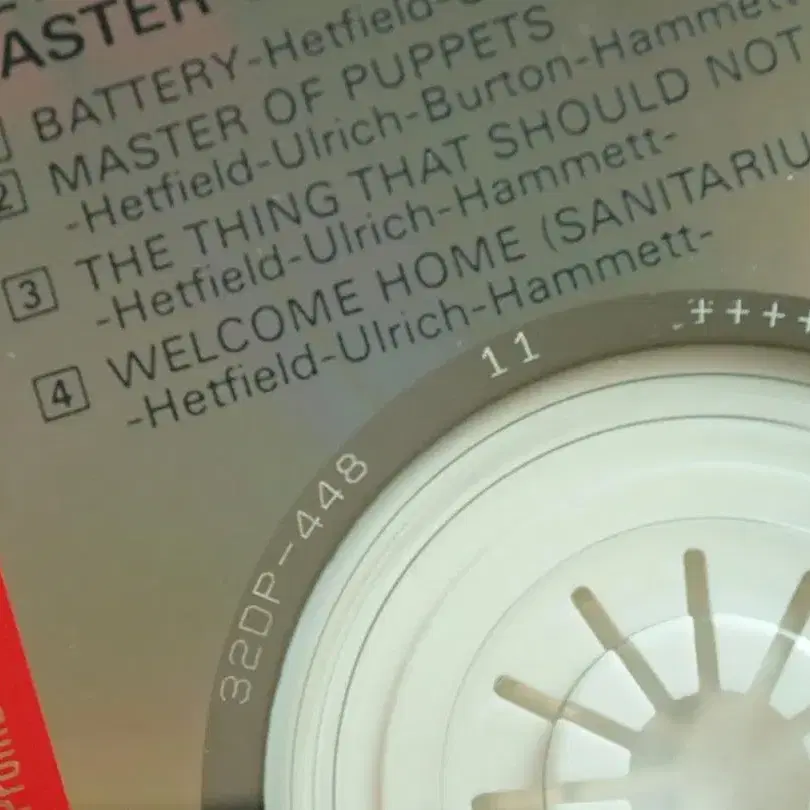 ASTER
BATTERY-Hetfield-
2 MASTER OF PUPPETS
-Hetfield-Ulrich-Burton-Hammett
3 THE THING THAT SHOULD NOT
-Hetfield-Ulrich-Hammett-
4 WELCOME HOME (SANITARIU
-Hetfield-Ulrich-Hammett-
11 ++++
32DP-448